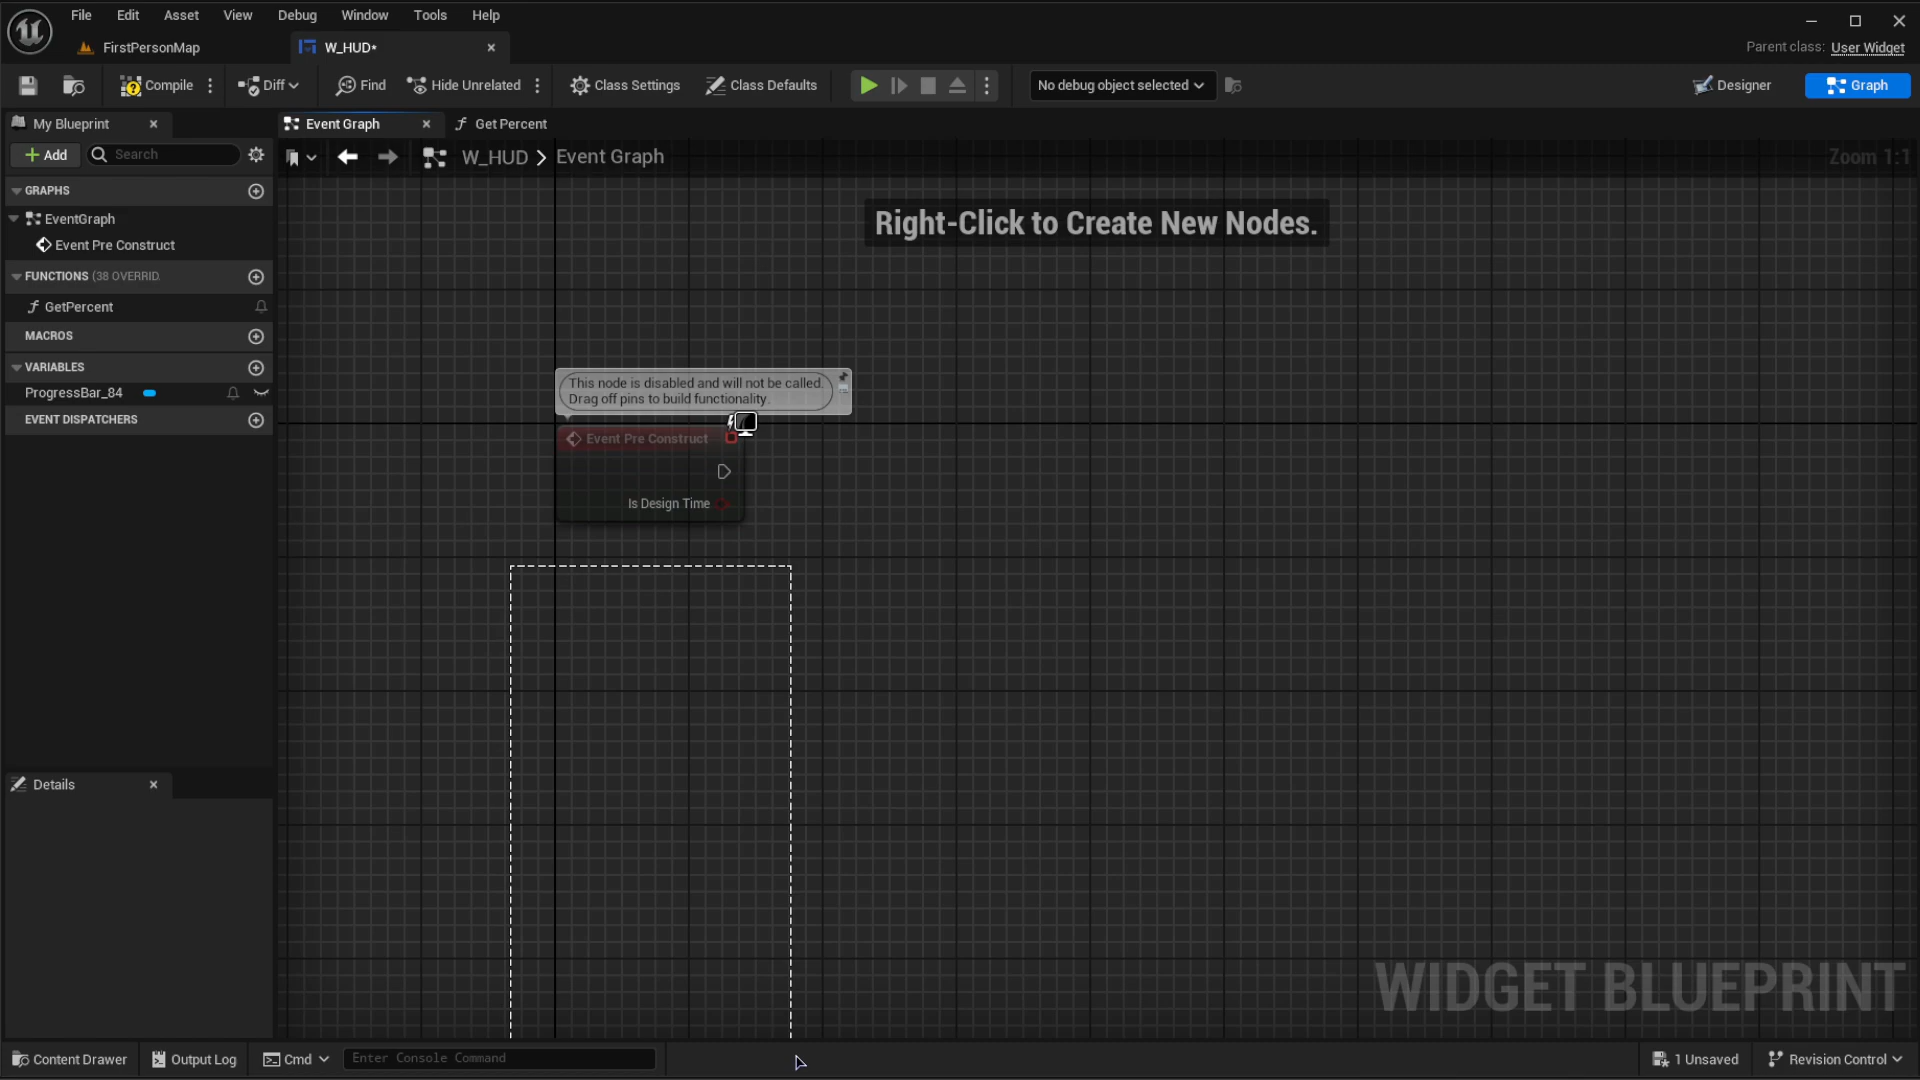 File Edit Asset View Debug Window Tools Help
FirstPersonMap
W_HUD*
Parent class: User Widget
Compile
Diff
Find
Hide Unrelated
Class Settings
Class Defaults
No debug object selected
Designer
Graph
My Blueprint
Event Graph
Get Percent
Add
Search
W_HUD > Event Graph
Zoom 1:1
GRAPHS
EventGraph
Event Pre Construct
FUNCTIONS (38 OVERRID.
GetPercent
MACROS
VARIABLES
ProgressBar_84
EVENT DISPATCHERS
Right-Click to Create New Nodes.
This node is disabled and will not be called.
Drag off pins to build functionality.
Event Pre Construct
Is Design Time
Details
WIDGET BLUEPRINT
Content Drawer
Output Log
Cmd
Enter Console Command
1 Unsaved
Revision Control